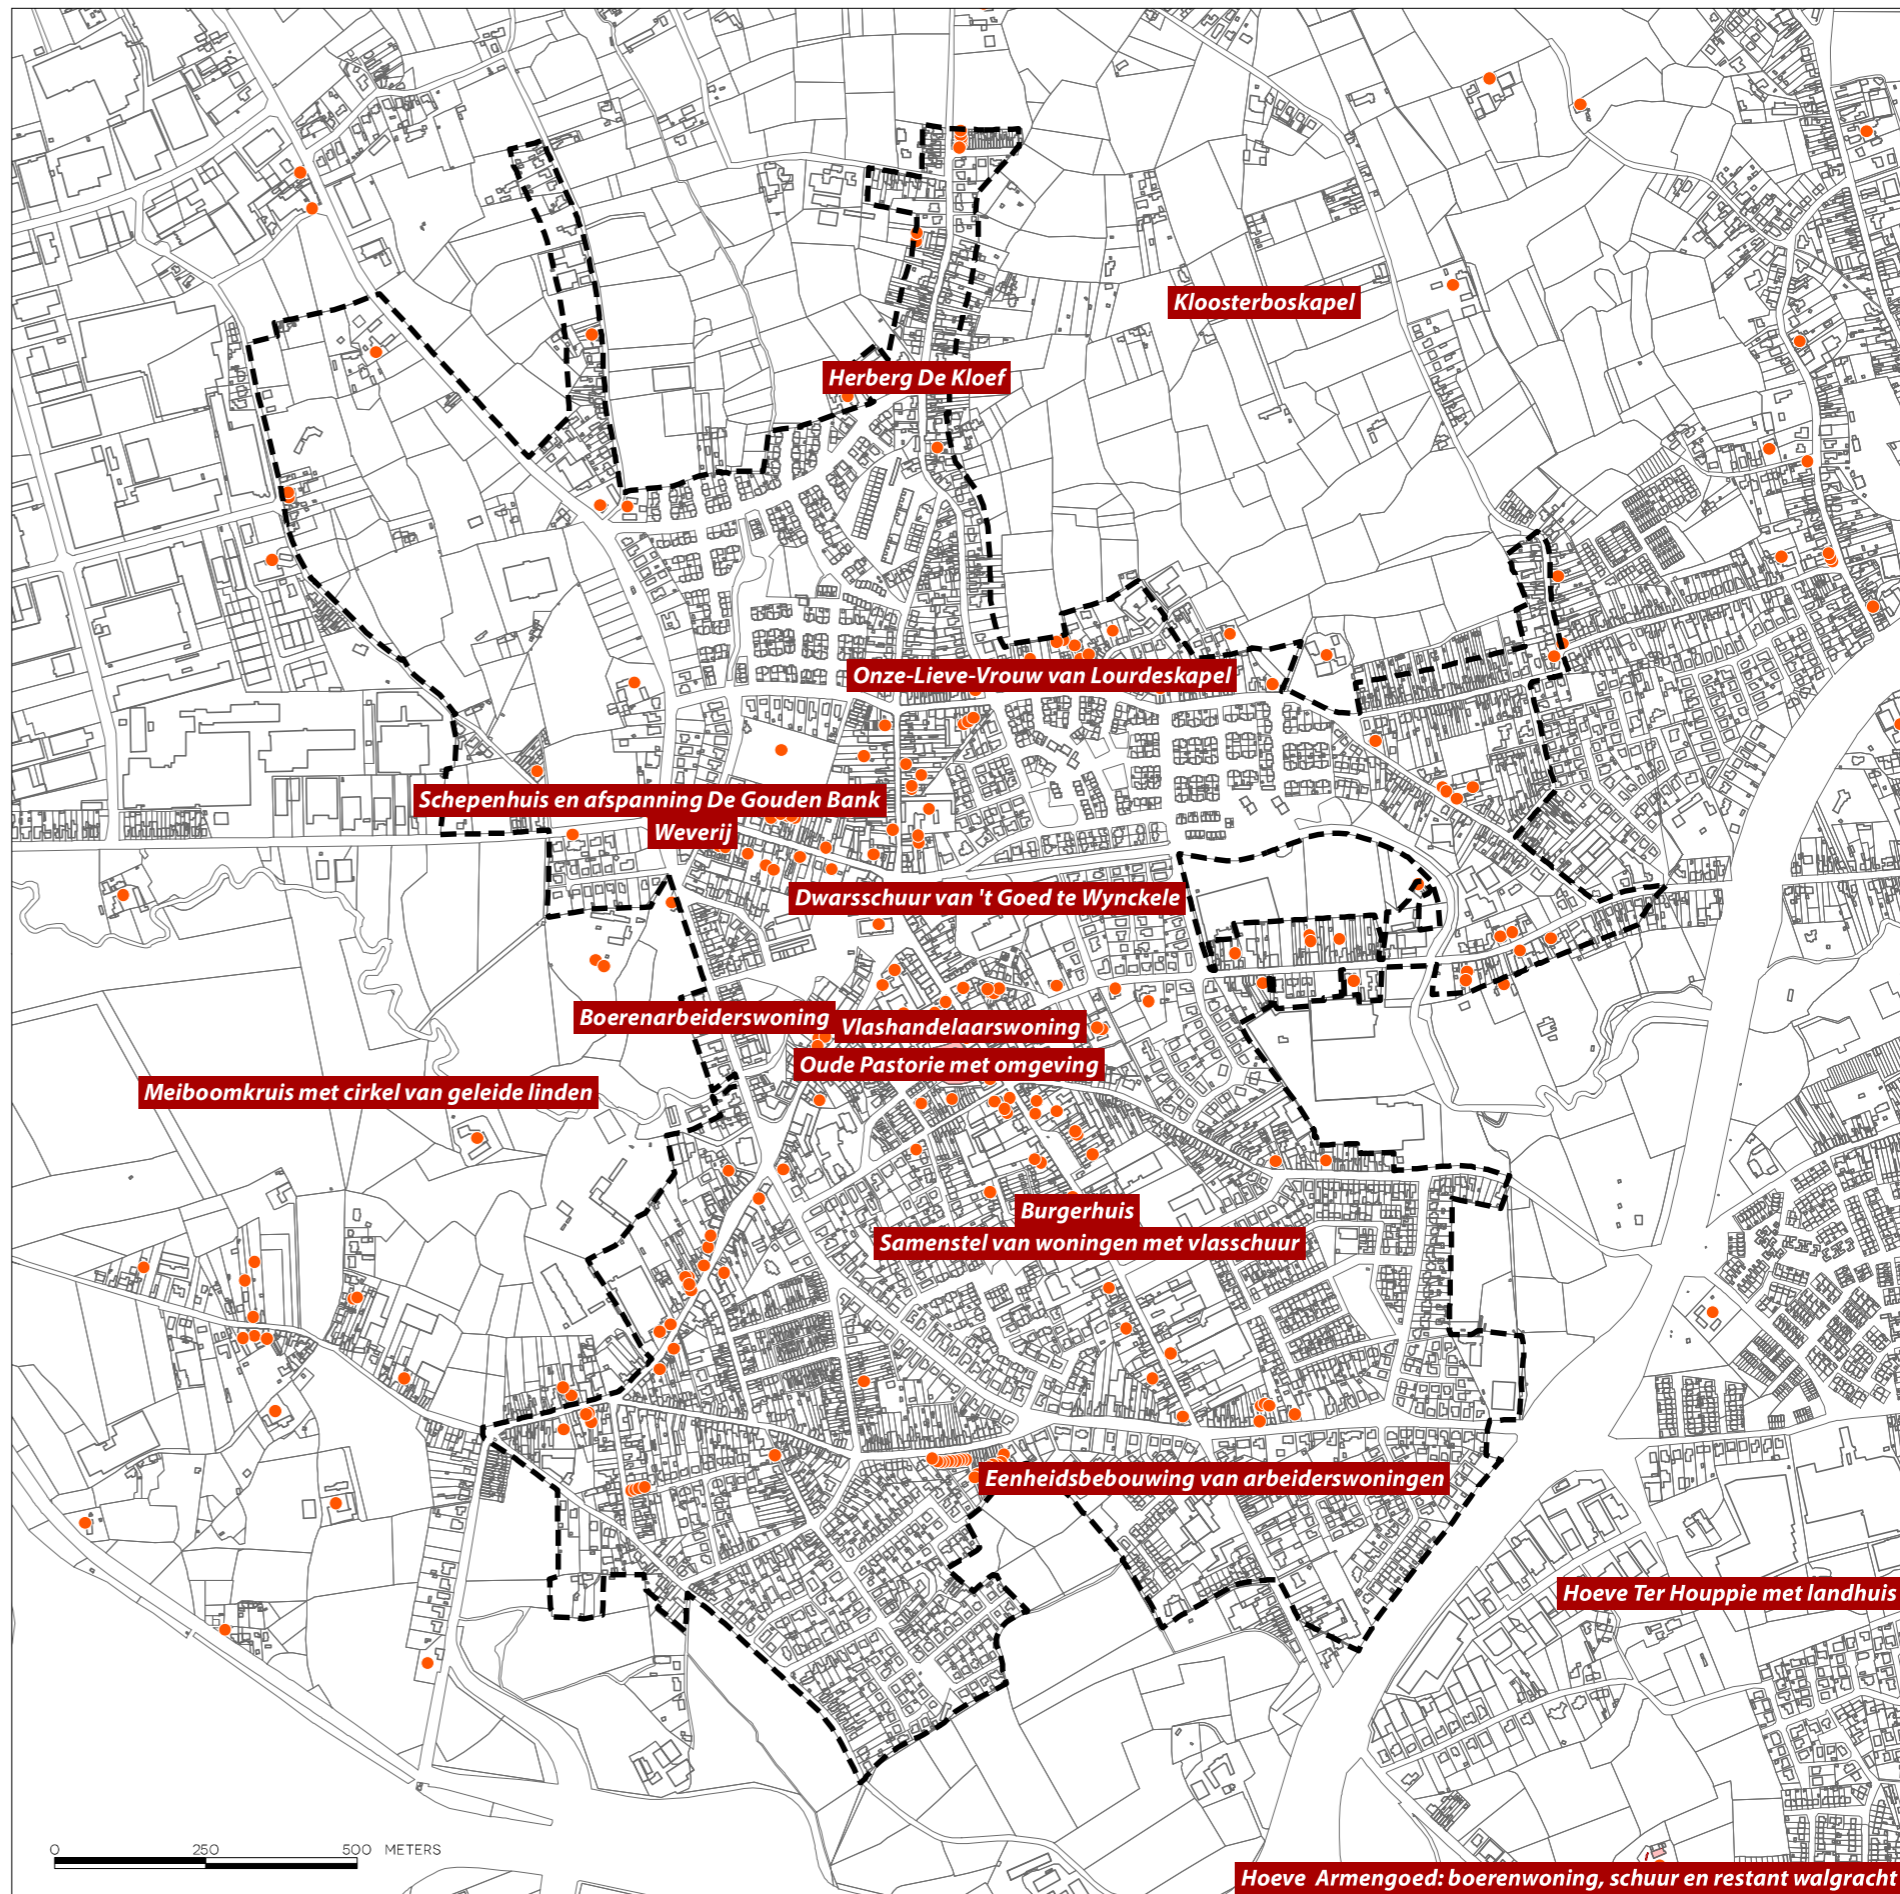 Kloosterboskapel
Herberg De Kloef
Onze-Lieve-Vrouw van Lourdeskapel
Schepenhuis en afspanning De Gouden Bank
Weverij
Dwarsschuur van 't Goed te Wynckele
Boerenarbeiderswoning
Vlashandelaarswoning
Oude Pastorie met omgeving
Meiboomkruis met cirkel van geleide linden
Burgerhuis
Samenstel van woningen met vlasschuur
Eenheidsbebouwing van arbeiderswoningen
Hoeve Ter Houppie met landhuis
0 250 500 METERS
Hoeve Armengoed: boerenwoning, schuur en restant walgracht